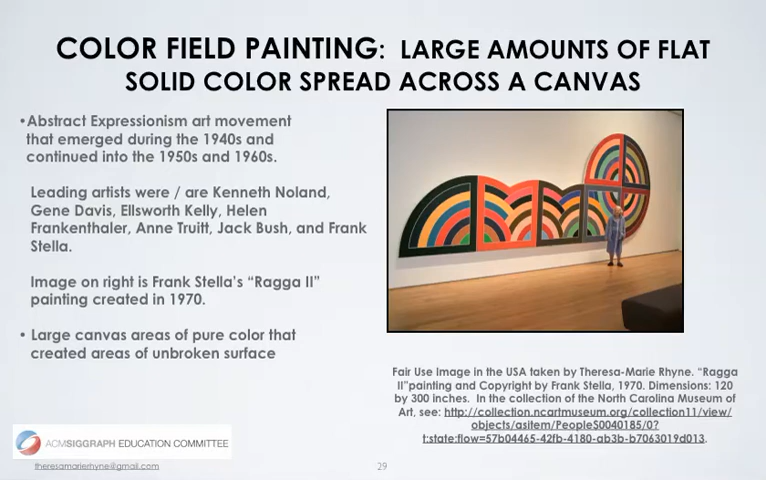 COLOR FIELD PAINTING:  LARGE AMOUNTS OF FLAT
SOLID COLOR SPREAD ACROSS A CANVAS
•Abstract Expressionism art movement
that emerged during the 1940s and
continued into the 1950s and 1960s.
Leading artists were / are Kenneth Noland,
Gene Davis, Ellsworth Kelly, Helen
Frankenthaler, Anne Truitt, Jack Bush, and Frank
Stella.
Image on right is Frank Stella's "Ragga II"
painting created in 1970.
• Large canvas areas of pure color that
created areas of unbroken surface
Fair Use Image in the USA taken by Theresa-Marie Rhyne. "Ragga
II"painting and Copyright by Frank Stella, 1970. Dimensions: 120
by 300 inches.  In the collection of the North Carolina Museum of
Art, see: http://collection.ncartmuseum.org/collection11/view/
objects/asitem/People$0040185/0?
t:state:flow=57b04465-42fb-4180-ab3b-b7063019d013.
ACMSIGGRAPH EDUCATION COMMITTEE
theresamarierhyne@gmail.com
29